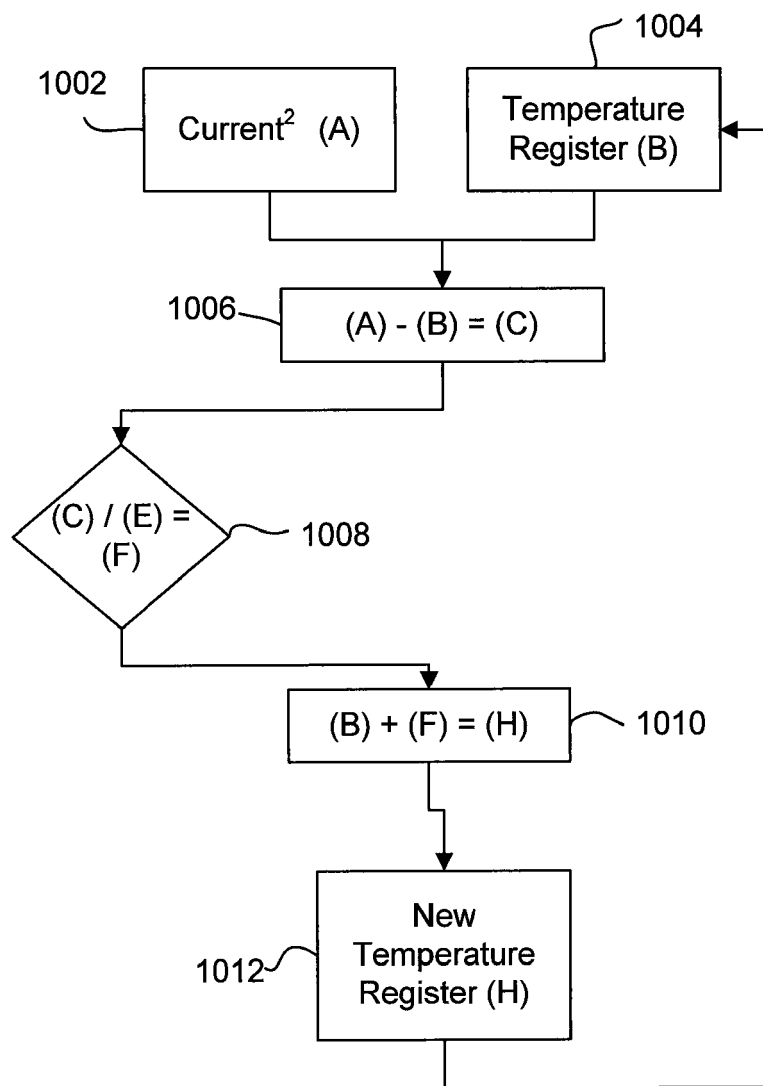 1004
1002
Current² (A)
Temperature
Register (B)
1006
(A) - (B) = (C)
(C) / (E) =
(F)
1008
(B) + (F) = (H)
1010
New
Temperature
Register (H)
1012